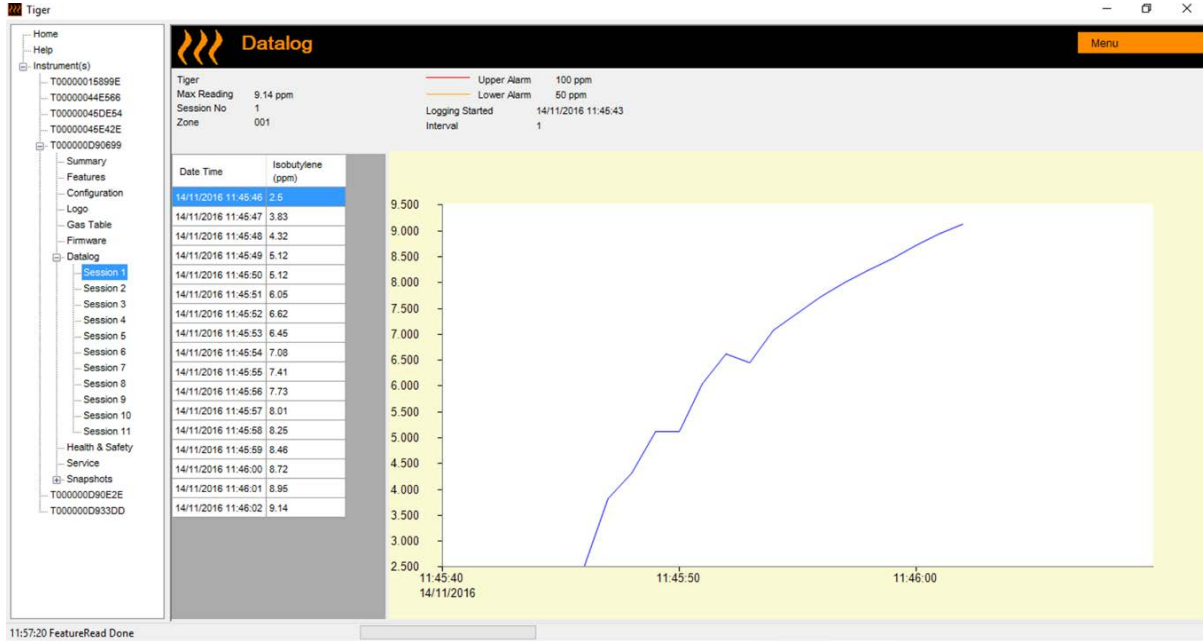 Tiger
Home
Help
Instrument(s)
T00000015899E
T00000044E566
T00000045DE54
T00000045E42E
T000000D90699
Summary
Features
Configuration
Logo
Gas Table
Firmware
Datalog
Session 1
Session 2
Session 3
Session 4
Session 5
Session 6
Session 7
Session 8
Session 9
Session 10
Session 11
Health & Safety
Service
Snapshots
T000000D90E2E
T000000D933DD
Datalog
Menu
Tiger
Max Reading 9.14 ppm
Session No 1
Zone 001
Upper Alarm 100 ppm
Lower Alarm 50 ppm
Logging Started 14/11/2016 11:45:43
Interval 1
Date Time Isobutylene
(ppm)
14/11/2016 11:45:46 2.5
14/11/2016 11:45:47 3.83
14/11/2016 11:45:48 4.32
14/11/2016 11:45:49 5.12
14/11/2016 11:45:50 5.12
14/11/2016 11:45:51 6.05
14/11/2016 11:45:52 6.62
14/11/2016 11:45:53 6.45
14/11/2016 11:45:54 7.08
14/11/2016 11:45:55 7.41
14/11/2016 11:45:56 7.73
14/11/2016 11:45:57 8.01
14/11/2016 11:45:58 8.25
14/11/2016 11:45:59 8.46
14/11/2016 11:46:00 8.72
14/11/2016 11:46:01 8.95
14/11/2016 11:46:02 9.14
9.500
9.000
8.500
8.000
7.500
7.000
6.500
6.000
5.500
5.000
4.500
4.000
3.500
3.000
2.500
11:45:40 11:45:50 11:46:00
14/11/2016
11:57:20 FeatureRead Done